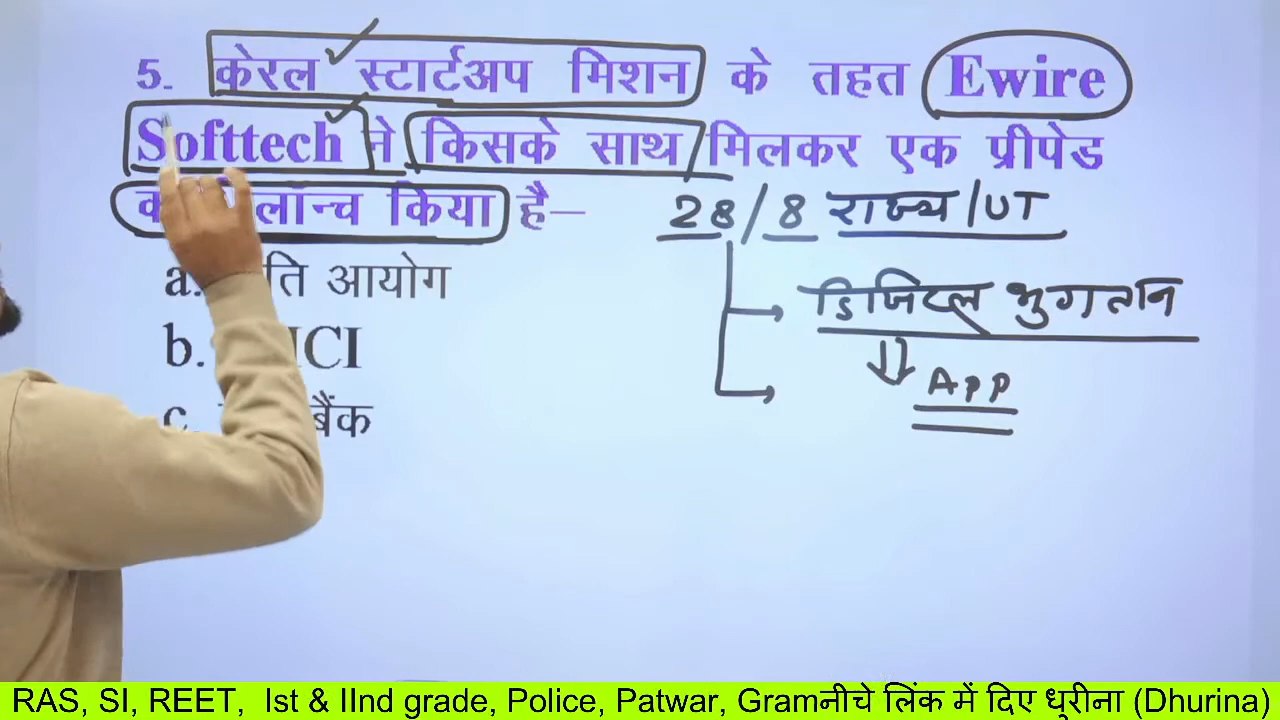 5. केरल स्टार्टअप मिशन के तहत Ewire
Softtech ने किसके साथ मिलकर एक प्रीपेड
लॉन्च किया है–
28/8 राज्य/UT
a. आयोग
डिजिटल भुगतान
b.
App
c. बैंक
RAS, SI, REET, Ist & IInd grade, Police, Patwar, Gramनीचे लिंक में दिए धुरीना (Dhurina)